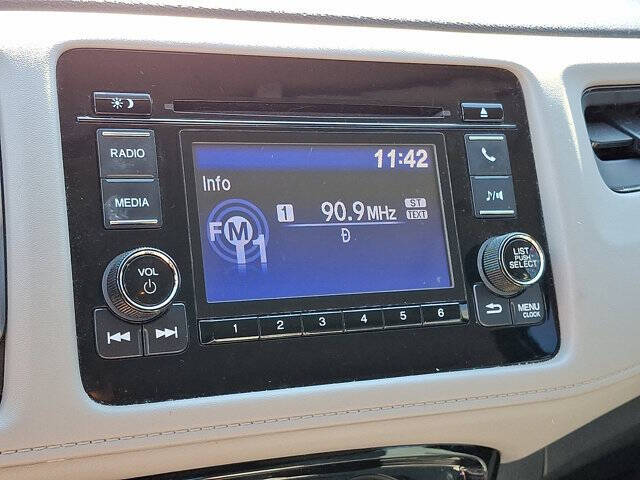 RADIO
MEDIA
VOL
11:42
Info
FM1
1 90.9MHz
ST
TEXT
Đ
1 2 3 4 5 6
LIST
PUSH
SELECT
MENU
CLOCK